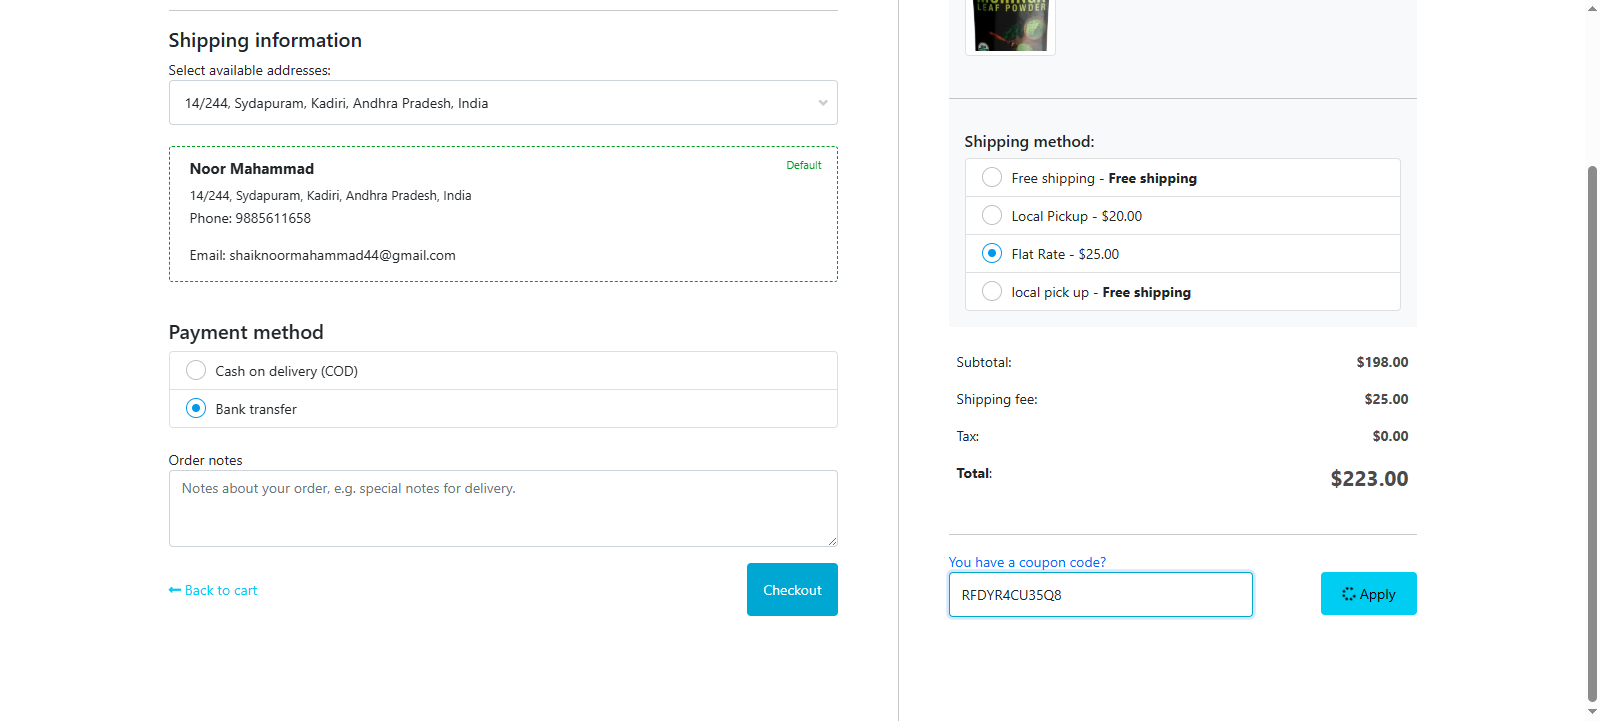 Shipping information
Select available addresses:
14/244, Sydapuram, Kadiri, Andhra Pradesh, India
Noor Mahammad
Default
14/244, Sydapuram, Kadiri, Andhra Pradesh, India
Phone: 9885611658
Email: shaiknoormahammad44@gmail.com
Payment method
Cash on delivery (COD)
Bank transfer
Order notes
Notes about your order, e.g. special notes for delivery.
Back to cart
Checkout
LEAF POWDER
Shipping method:
Free shipping - Free shipping
Local Pickup - $20.00
Flat Rate - $25.00
local pick up - Free shipping
Subtotal: $198.00
Shipping fee: $25.00
Tax: $0.00
Total: $223.00
You have a coupon code?
RFDYR4CU35Q8
Apply